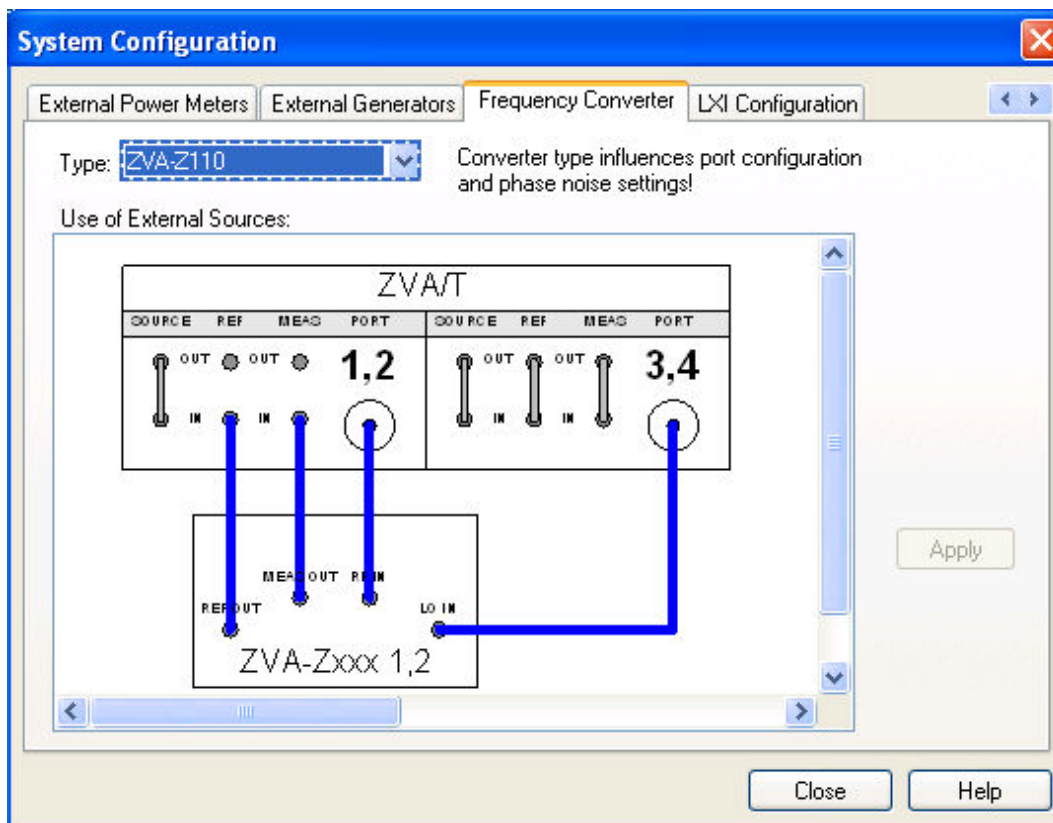 System Configuration
External Power Meters External Generators Frequency Converter LXI Configuration
Type: ZVA-Z110
Converter type influences port configuration
and phase noise settings!
Use of External Sources:
ZVA/T
SOURCE REF MEAS PORT SOURCE REF MEAS PORT
OUT OUT 1,2 OUT OUT 3,4
IN IN IN IN
Apply
MEAS OUT RF IN
REF OUT LO IN
ZVA-Zxxx 1,2
Close Help